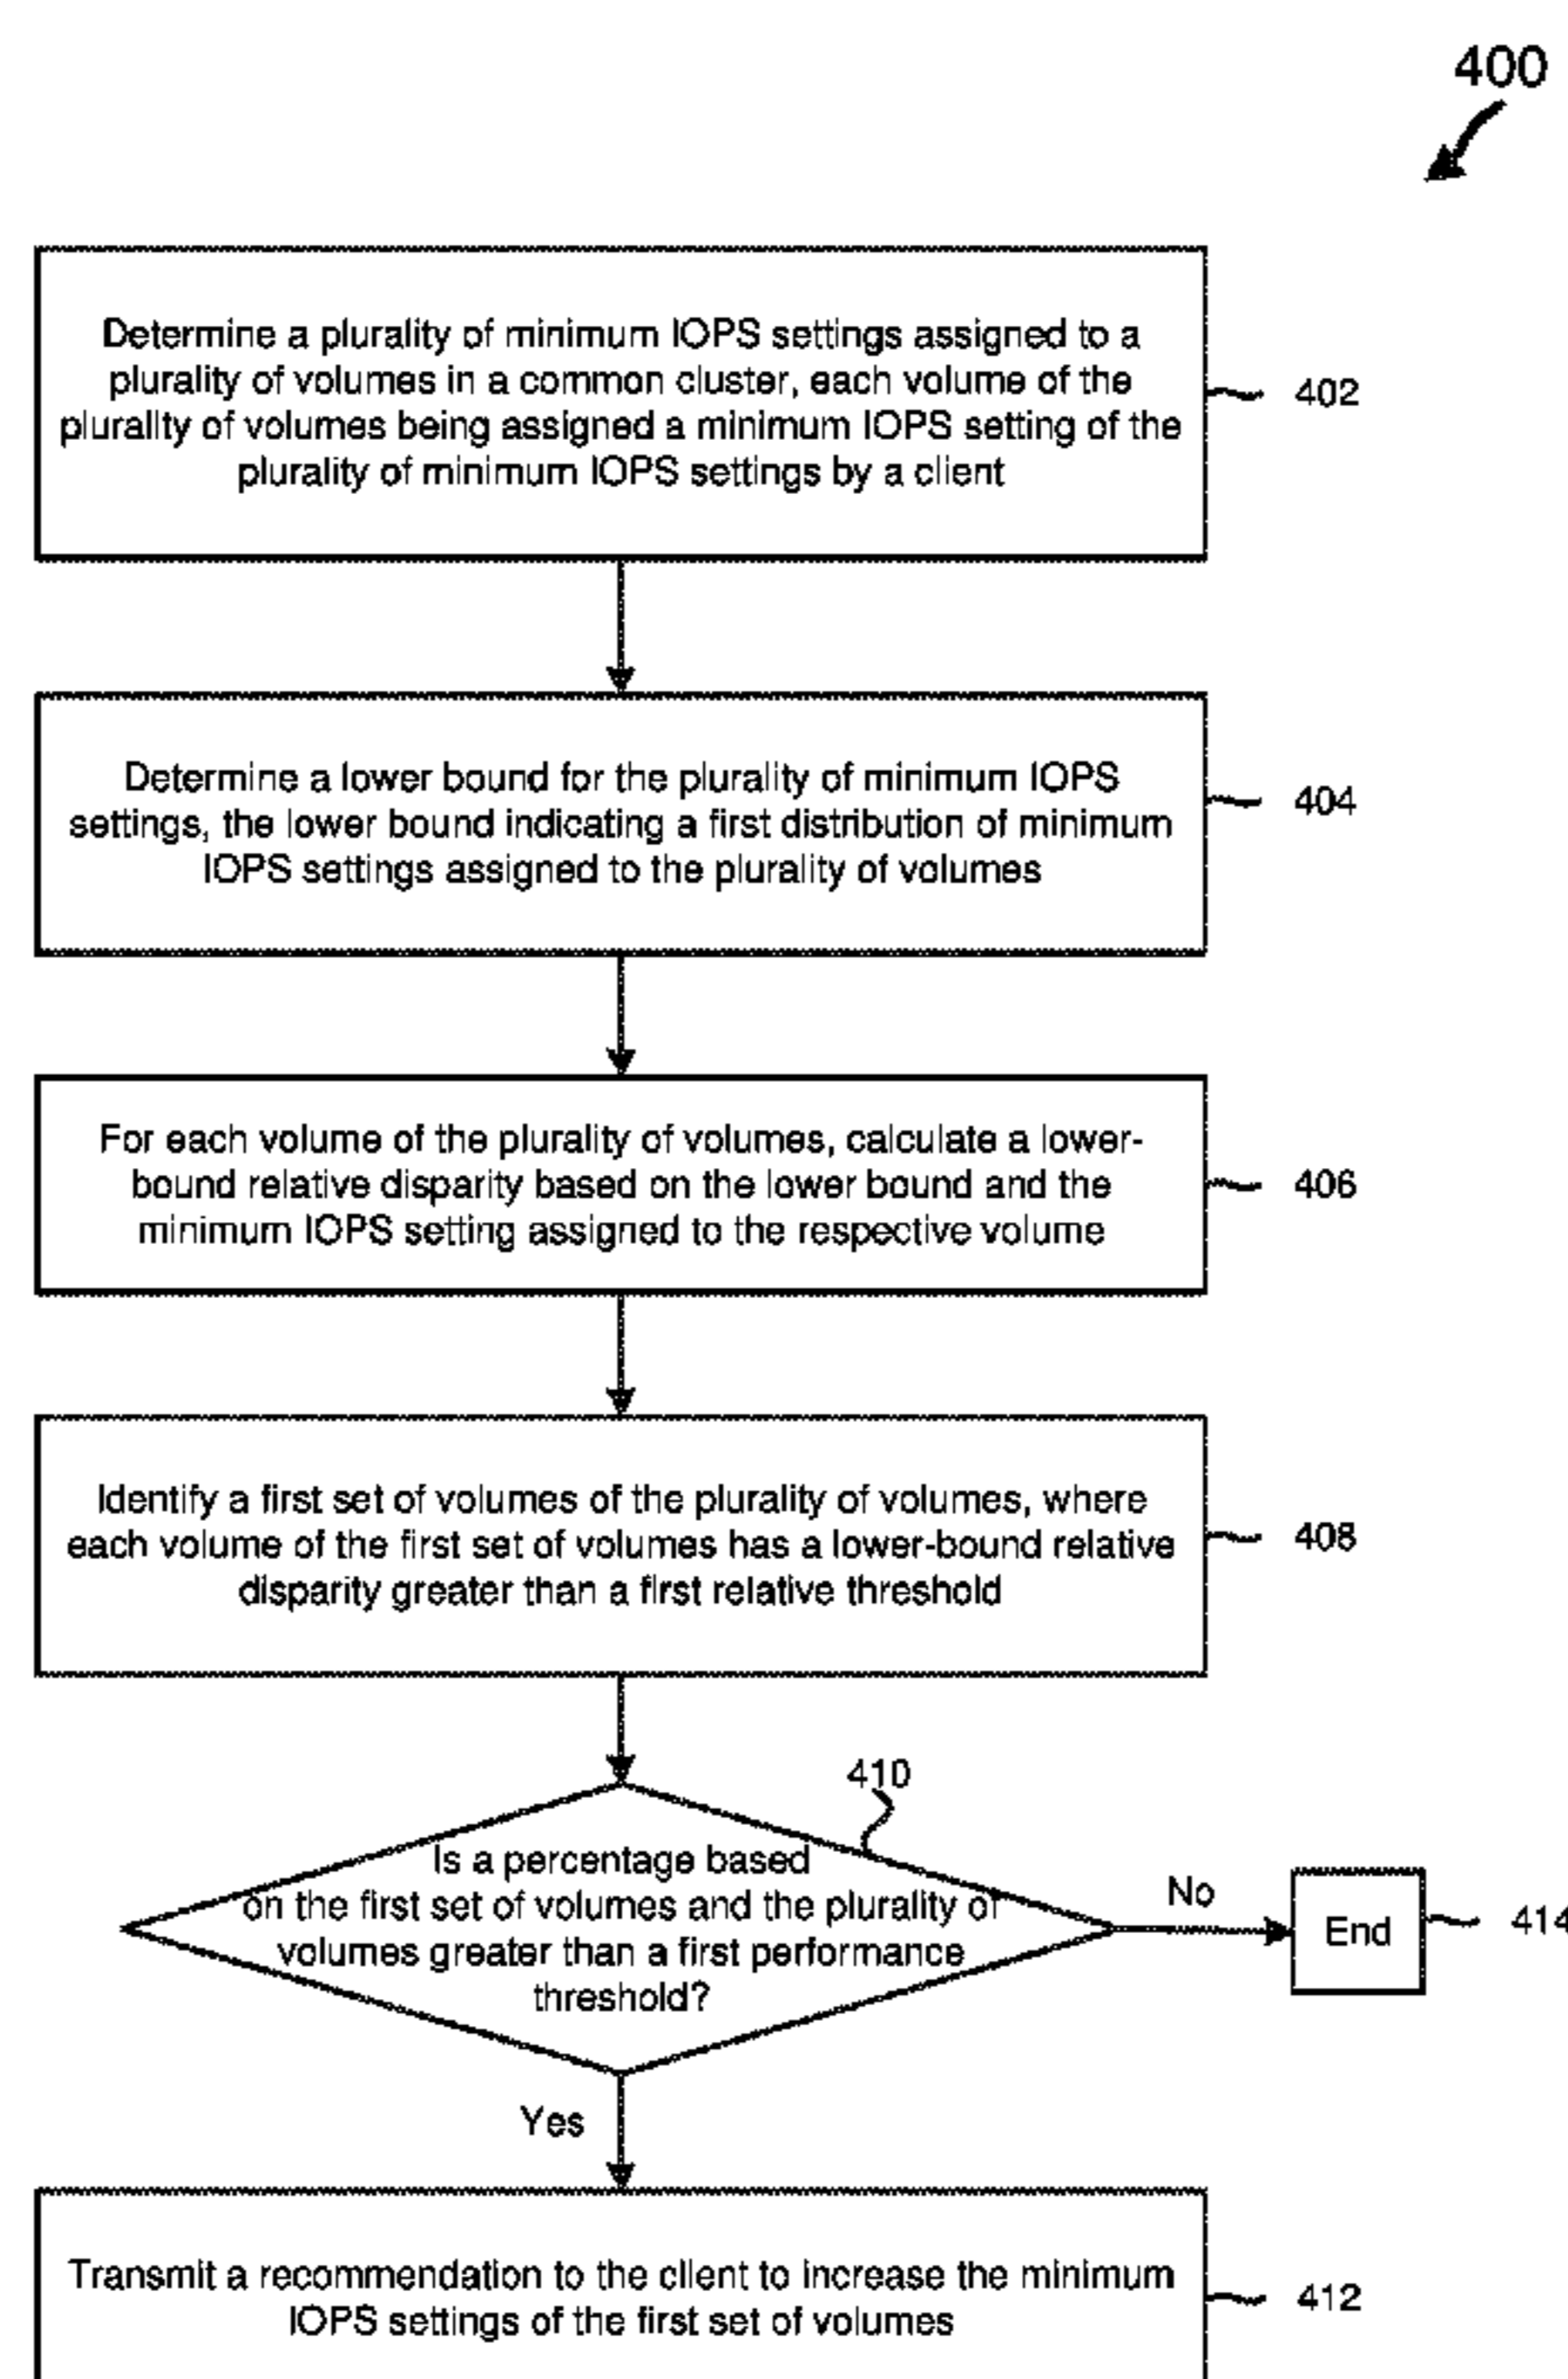 400
Determine a plurality of minimum IOPS settings assigned to a
plurality of volumes in a common cluster, each volume of the
plurality of volumes being assigned a minimum IOPS setting of the
plurality of minimum IOPS settings by a client
402
Determine a lower bound for the plurality of minimum IOPS
settings, the lower bound indicating a first distribution of minimum
IOPS settings assigned to the plurality of volumes
404
For each volume of the plurality of volumes, calculate a lower-
bound relative disparity based on the lower bound and the
minimum IOPS setting assigned to the respective volume
406
Identify a first set of volumes of the plurality of volumes, where
each volume of the first set of volumes has a lower-bound relative
disparity greater than a first relative threshold
408
410
Is a percentage based
on the first set of volumes and the plurality of
volumes greater than a first performance
threshold?
No
End
414
Yes
Transmit a recommendation to the client to increase the minimum
IOPS settings of the first set of volumes
412